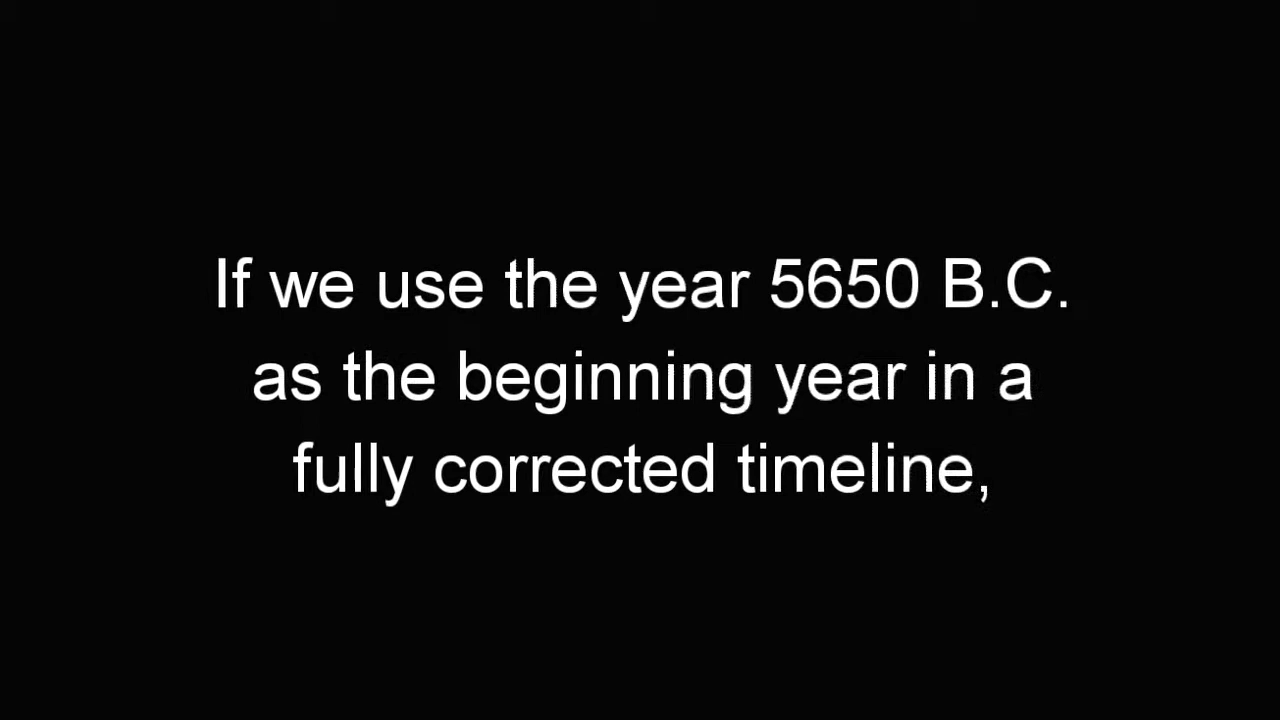 If we use the year 5650 B.C.
as the beginning year in a
fully corrected timeline,